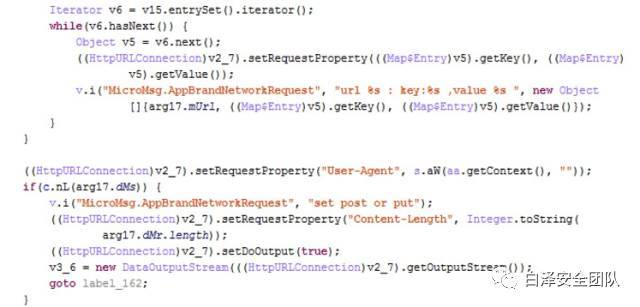 Iterator v6 = v15.entrySet().iterator();
while(v6.hasNext()) {
Object v5 = v6.next();
((HttpURLConnection)v2_7).setRequestProperty(((Map$Entry)v5).getKey(), ((Map$Entry)
v5).getValue());
v.i("MicroMsg.AppBrandNetworkRequest", "url %s : key:%s ,value %s ", new Object
[]{arg17.mUrl, ((Map$Entry)v5).getKey(), ((Map$Entry)v5).getValue()});
}
}
((HttpURLConnection)v2_7).setRequestProperty("User-Agent", s.aW(aa.getContext(), ""));
if(c.nL(arg17.dMs)) {
v.i("MicroMsg.AppBrandNetworkRequest", "set post or put");
((HttpURLConnection)v2_7).setRequestProperty("Content-Length", Integer.toString(
arg17.dMr.length));
((HttpURLConnection)v2_7).setDoOutput(true);
v3_6 = new DataOutputStream(((HttpURLConnection)v2_7).getOutputStream());
goto label_162;
}
白泽安全团队